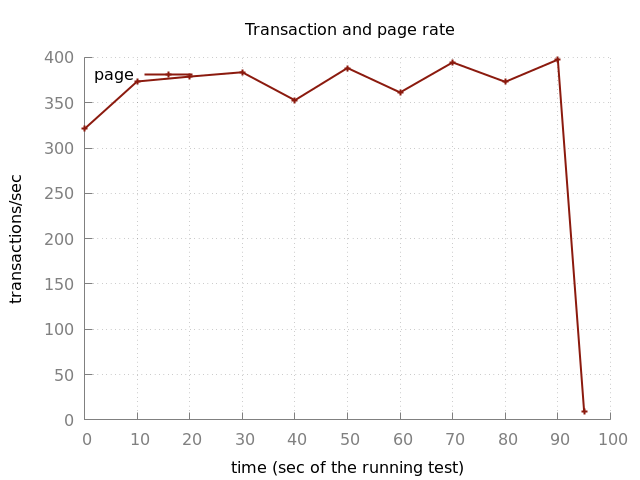 Transaction and page rate
page
400
350
300
250
200
150
100
50
0
0 10 20 30 40 50 60 70 80 90 100
transactions/sec
time (sec of the running test)